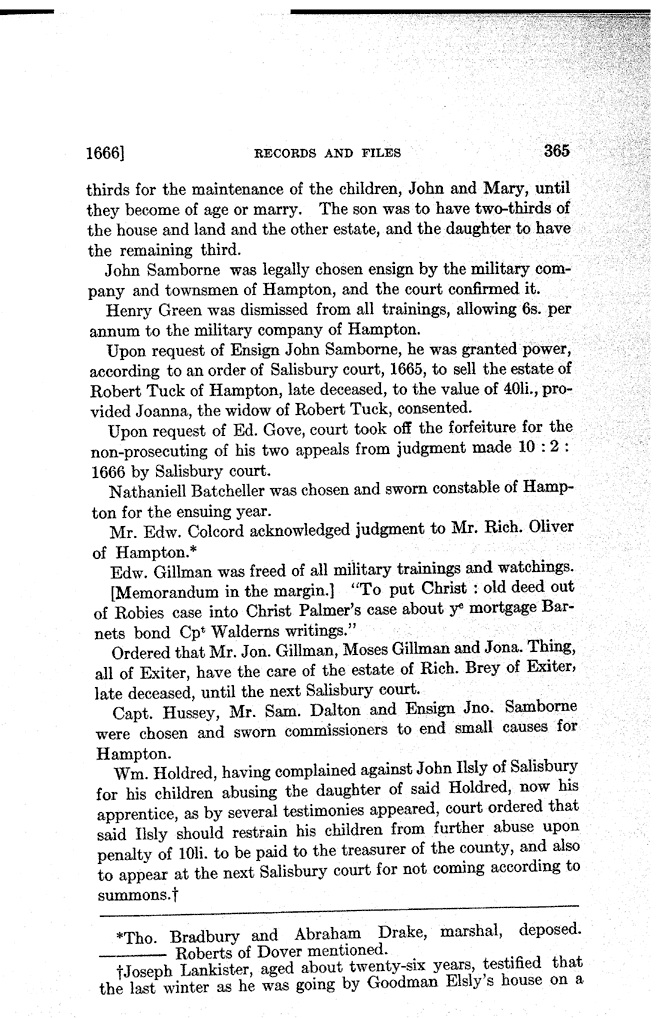 1666] RECORDS AND FILES 365
thirds for the maintenance of the children, John and Mary, until
they become of age or marry. The son was to have two-thirds of
the house and land and the other estate, and the daughter to have
the remaining third.
John Samborne was legally chosen ensign by the military com-
pany and townsmen of Hampton, and the court confirmed it.
Henry Green was dismissed from all trainings, allowing 6s. per
annum to the military company of Hampton.
Upon request of Ensign John Samborne, he was granted power,
according to an order of Salisbury court, 1665, to sell the estate of
Robert Tuck of Hampton, late deceased, to the value of 40li., pro-
vided Joanna, the widow of Robert Tuck, consented.
Upon request of Ed. Gove, court took off the forfeiture for the
non-prosecuting of his two appeals from judgment made 10 : 2 :
1666 by Salisbury court.
Nathaniell Batcheller was chosen and sworn constable of Hamp-
ton for the ensuing year.
Mr. Edw. Colcord acknowledged judgment to Mr. Rich. Oliver
of Hampton.*
Edw. Gillman was freed of all military trainings and watchings.
[Memorandum in the margin.] "To put Christ : old deed out
of Robies case into Christ Palmer's case about yᵉ mortgage Bar-
nets bond Cpᵗ Walderns writings."
Ordered that Mr. Jon. Gillman, Moses Gillman and Jona. Thing,
all of Exiter, have the care of the estate of Rich. Brey of Exiter,
late deceased, until the next Salisbury court.
Capt. Hussey, Mr. Sam. Dalton and Ensign Jno. Samborne
were chosen and sworn commissioners to end small causes for
Hampton.
Wm. Holdred, having complained against John Ilsly of Salisbury
for his children abusing the daughter of said Holdred, now his
apprentice, as by several testimonies appeared, court ordered that
said Ilsly should restrain his children from further abuse upon
penalty of 10li. to be paid to the treasurer of the county, and also
to appear at the next Salisbury court for not coming according to
summons.†
*Tho. Bradbury and Abraham Drake, marshal, deposed.
——— Roberts of Dover mentioned.
†Joseph Lankister, aged about twenty-six years, testified that
the last winter as he was going by Goodman Elsly's house on a